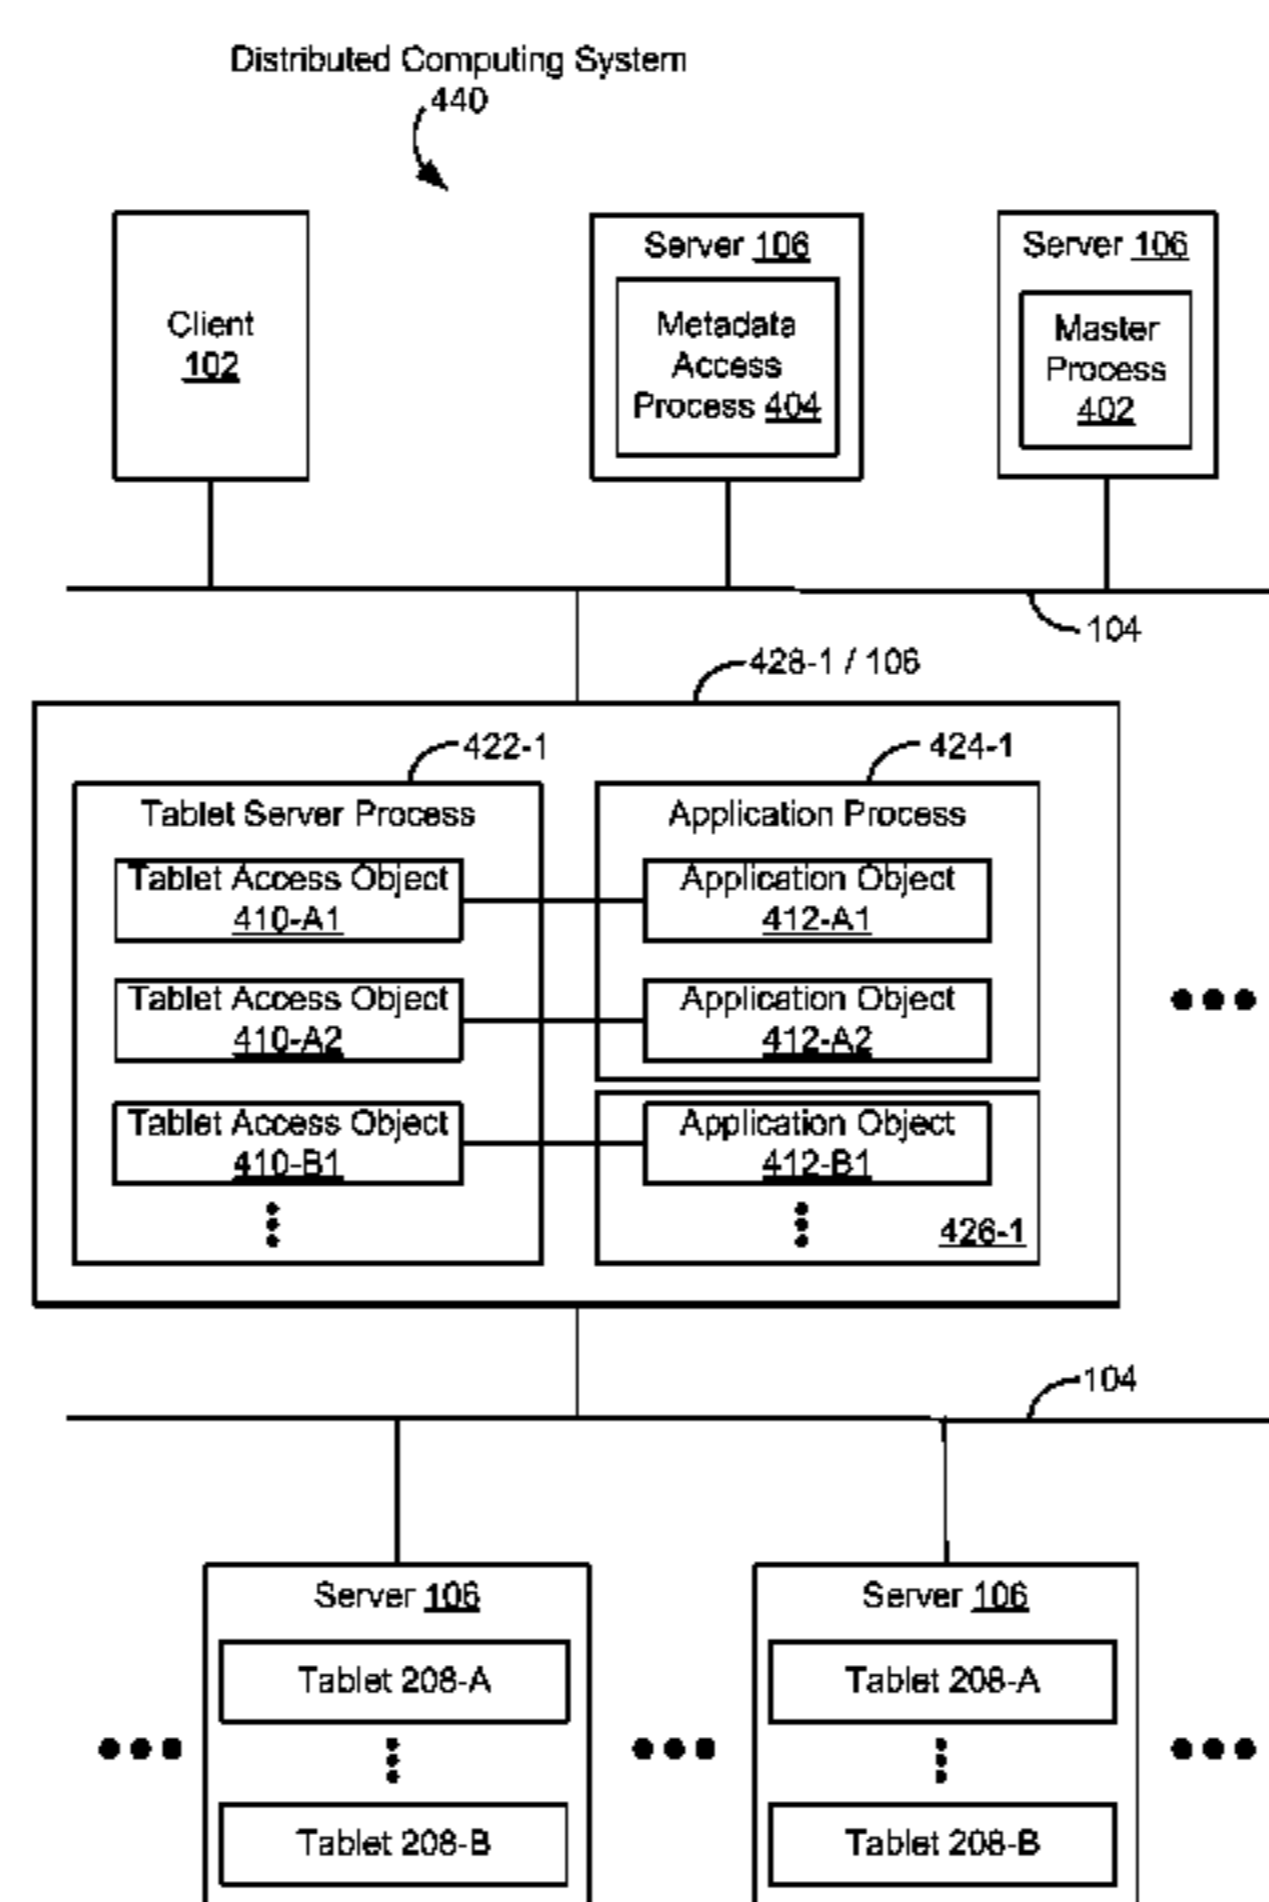 Distributed Computing System
440
Client
102
Server 106
Metadata
Access
Process 404
Server 106
Master
Process
402
104
428-1 / 106
422-1
424-1
Tablet Server Process
Application Process
Tablet Access Object
410-A1
Application Object
412-A1
Tablet Access Object
410-A2
Application Object
412-A2
Tablet Access Object
410-B1
Application Object
412-B1
426-1
104
Server 106
Tablet 208-A
Tablet 208-B
Server 106
Tablet 208-A
Tablet 208-B